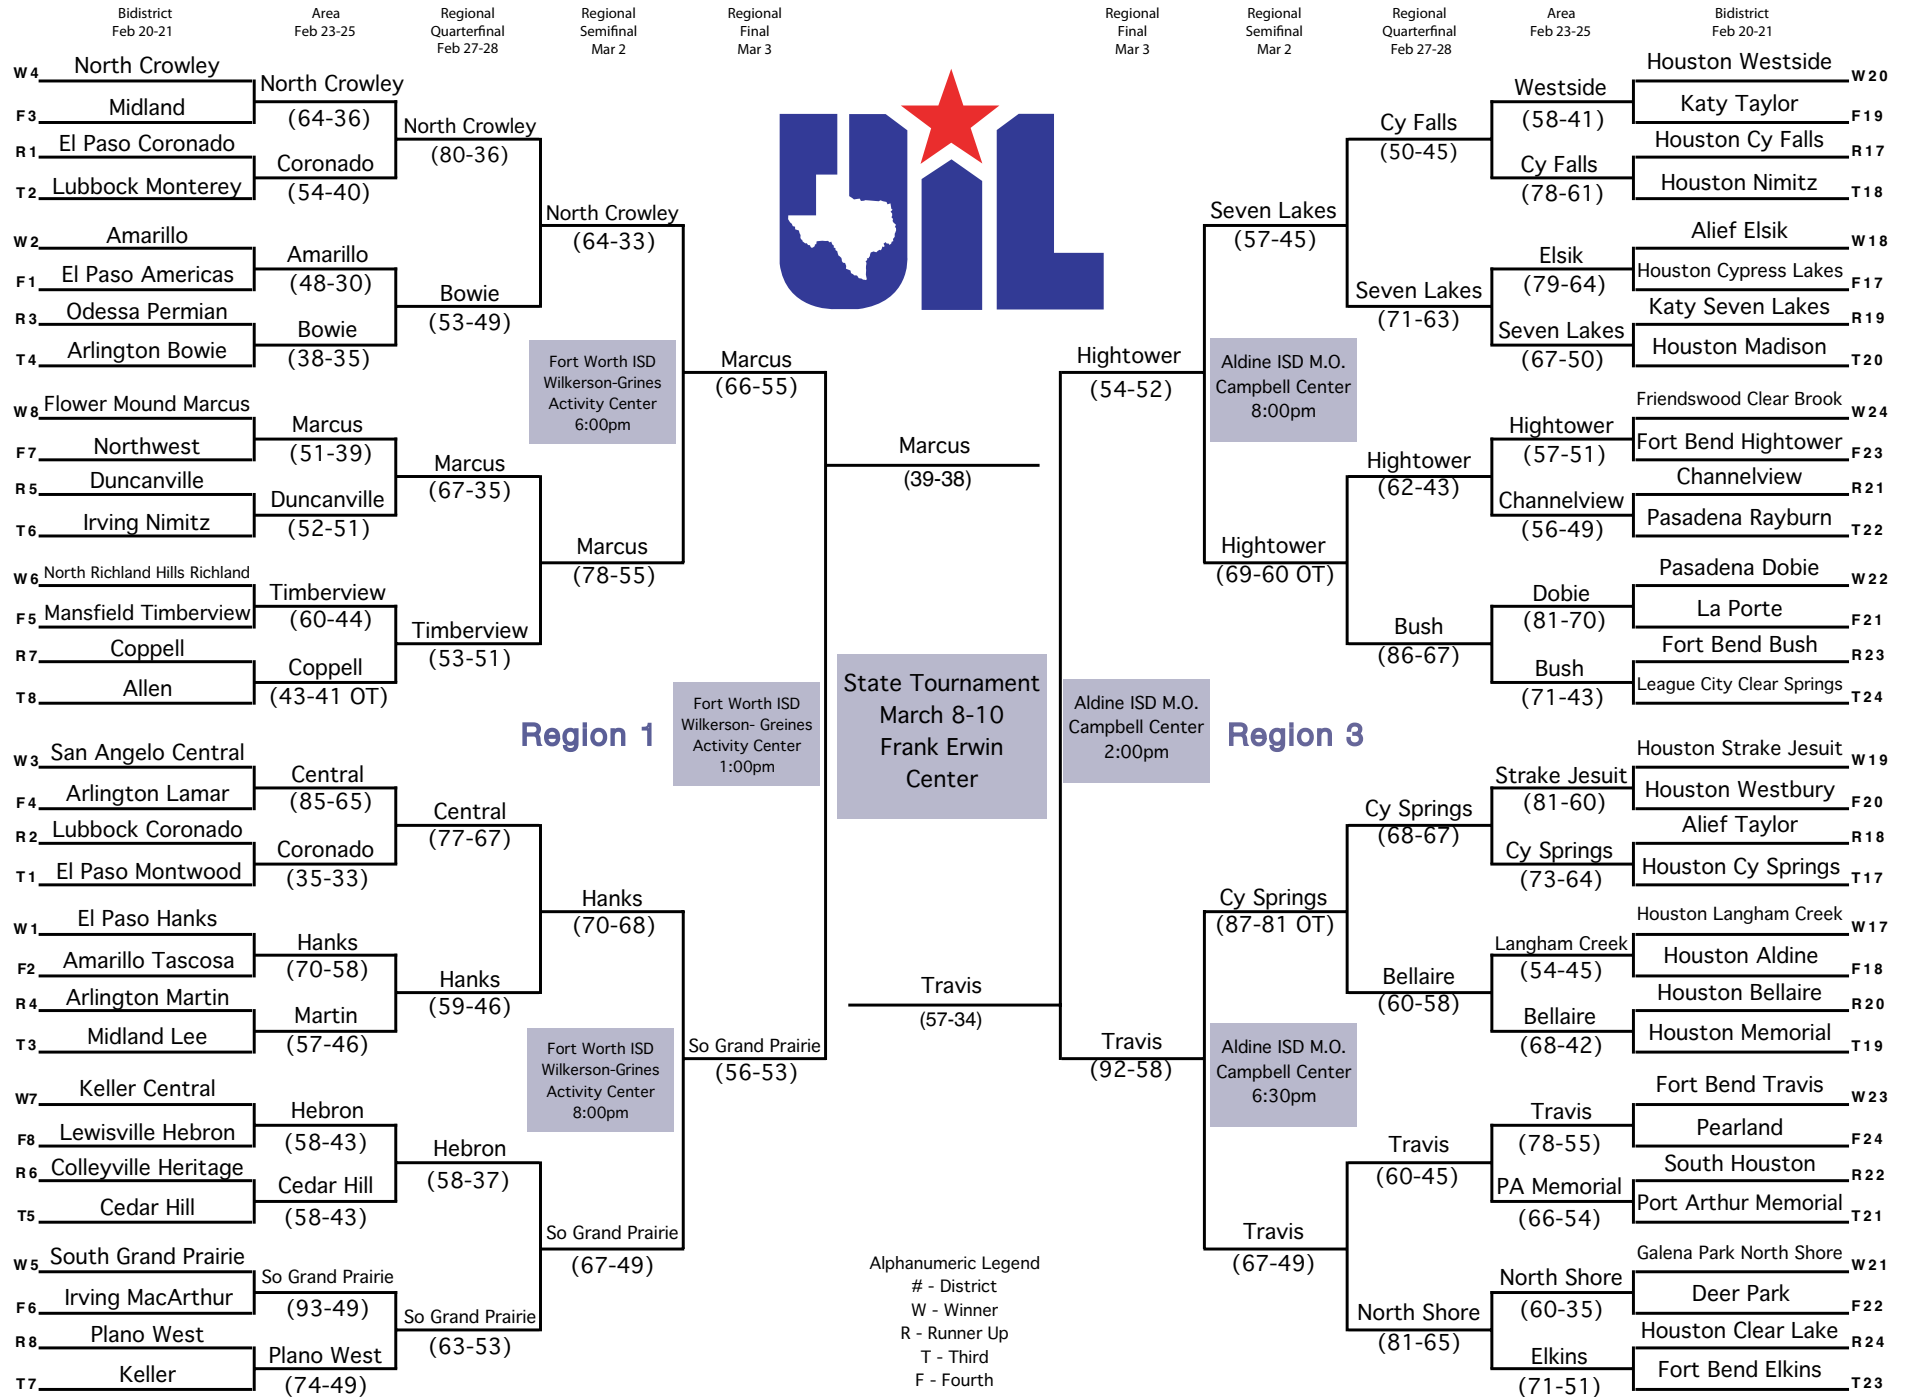 Bidistrict
Feb 20-21
Area
Feb 23-25
Regional
Quarterfinal
Feb 27-28
Regional
Semifinal
Mar 2
Regional
Final
Mar 3
Regional
Final
Mar 3
Regional
Semifinal
Mar 2
Regional
Quarterfinal
Feb 27-28
Area
Feb 23-25
Bidistrict
Feb 20-21
UIL
W4 North Crowley
F3 Midland
R1 El Paso Coronado
T2 Lubbock Monterey
W2 Amarillo
F1 El Paso Americas
R3 Odessa Permian
T4 Arlington Bowie
W8 Flower Mound Marcus
F7 Northwest
R5 Duncanville
T6 Irving Nimitz
W6 North Richland Hills Richland
F5 Mansfield Timberview
R7 Coppell
T8 Allen
W3 San Angelo Central
F4 Arlington Lamar
R2 Lubbock Coronado
T1 El Paso Montwood
W1 El Paso Hanks
F2 Amarillo Tascosa
R4 Arlington Martin
T3 Midland Lee
W7 Keller Central
F8 Lewisville Hebron
R6 Colleyville Heritage
T5 Cedar Hill
W5 South Grand Prairie
F6 Irving MacArthur
R8 Plano West
T7 Keller
North Crowley
(64-36)
Coronado
(54-40)
Amarillo
(48-30)
Bowie
(38-35)
Marcus
(51-39)
Duncanville
(52-51)
Timberview
(60-44)
Coppell
(43-41 OT)
Central
(85-65)
Coronado
(35-33)
Hanks
(70-58)
Martin
(57-46)
Hebron
(58-43)
Cedar Hill
(58-43)
So Grand Prairie
(93-49)
Plano West
(74-49)
North Crowley
(80-36)
Bowie
(53-49)
Marcus
(67-35)
Timberview
(53-51)
Central
(77-67)
Hanks
(59-46)
Hebron
(58-37)
So Grand Prairie
(63-53)
North Crowley
(64-33)
Fort Worth ISD
Wilkerson-Grines
Activity Center
6:00pm
Marcus
(78-55)
Region 1
Hanks
(70-68)
Fort Worth ISD
Wilkerson-Grines
Activity Center
8:00pm
So Grand Prairie
(67-49)
Marcus
(66-55)
Fort Worth ISD
Wilkerson- Greines
Activity Center
1:00pm
So Grand Prairie
(56-53)
Marcus
(39-38)
State Tournament
March 8-10
Frank Erwin
Center
Travis
(57-34)
Alphanumeric Legend
# - District
W - Winner
R - Runner Up
T - Third
F - Fourth
Hightower
(54-52)
Aldine ISD M.O.
Campbell Center
2:00pm
Travis
(92-58)
Seven Lakes
(57-45)
Aldine ISD M.O.
Campbell Center
8:00pm
Hightower
(69-60 OT)
Region 3
Cy Springs
(87-81 OT)
Aldine ISD M.O.
Campbell Center
6:30pm
Travis
(67-49)
Cy Falls
(50-45)
Seven Lakes
(71-63)
Hightower
(62-43)
Bush
(86-67)
Cy Springs
(68-67)
Bellaire
(60-58)
Travis
(60-45)
North Shore
(81-65)
Westside
(58-41)
Cy Falls
(78-61)
Elsik
(79-64)
Seven Lakes
(67-50)
Hightower
(57-51)
Channelview
(56-49)
Dobie
(81-70)
Bush
(71-43)
Strake Jesuit
(81-60)
Cy Springs
(73-64)
Langham Creek
(54-45)
Bellaire
(68-42)
Travis
(78-55)
PA Memorial
(66-54)
North Shore
(60-35)
Elkins
(71-51)
Houston Westside W20
Katy Taylor F19
Houston Cy Falls R17
Houston Nimitz T18
Alief Elsik W18
Houston Cypress Lakes F17
Katy Seven Lakes R19
Houston Madison T20
Friendswood Clear Brook W24
Fort Bend Hightower F23
Channelview R21
Pasadena Rayburn T22
Pasadena Dobie W22
La Porte F21
Fort Bend Bush R23
League City Clear Springs T24
Houston Strake Jesuit W19
Houston Westbury F20
Alief Taylor R18
Houston Cy Springs T17
Houston Langham Creek W17
Houston Aldine F18
Houston Bellaire R20
Houston Memorial T19
Fort Bend Travis W23
Pearland F24
South Houston R22
Port Arthur Memorial T21
Galena Park North Shore W21
Deer Park F22
Houston Clear Lake R24
Fort Bend Elkins T23